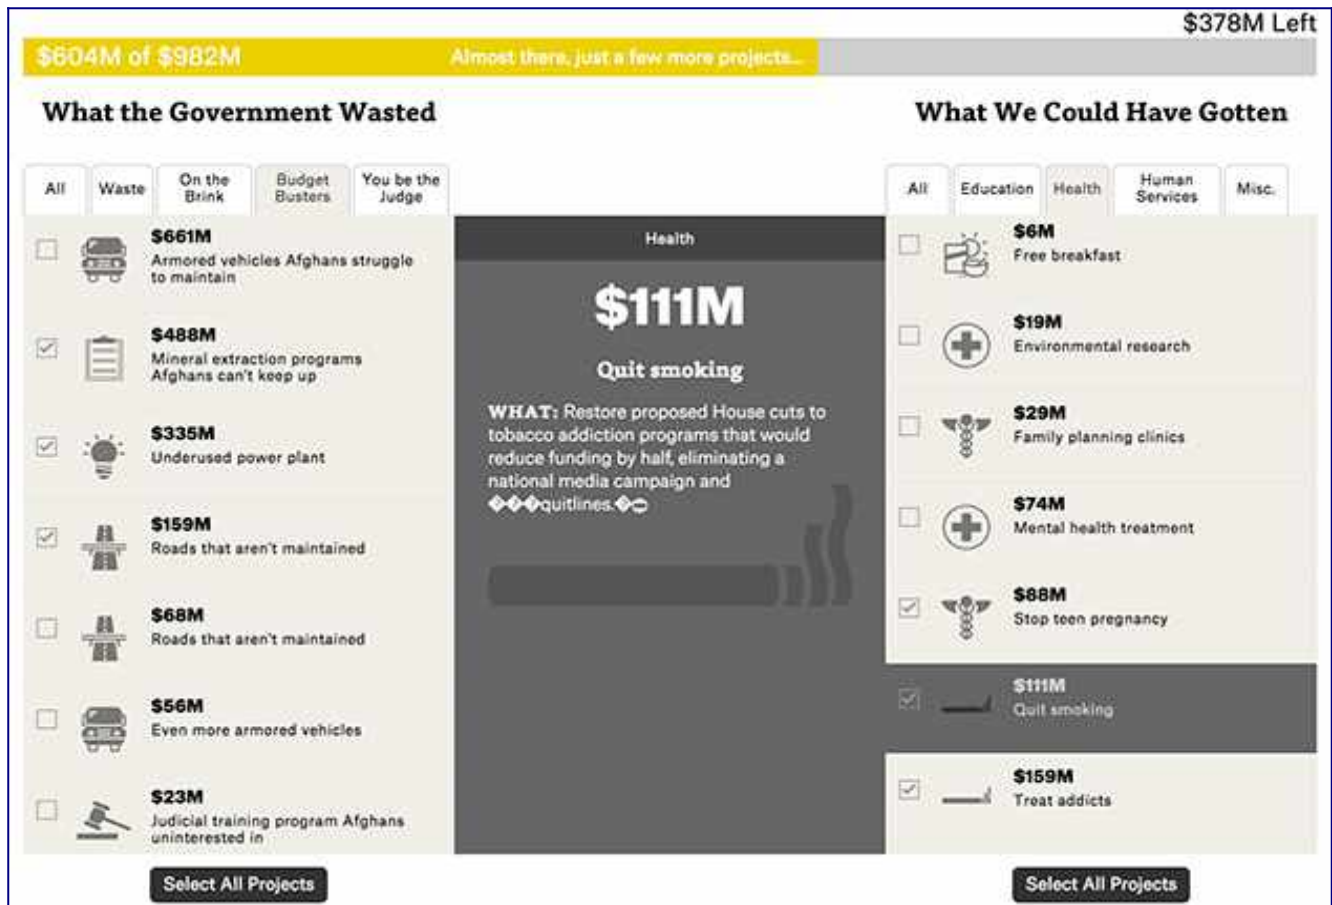 $378M Left
$604M of $982M
Almost there, just a few more projects...
What the Government Wasted
What We Could Have Gotten
All
Waste
On the
Brink
Budget
Busters
You be the
Judge
All
Education
Health
Human
Services
Misc.
$661M
Armored vehicles Afghans struggle
to maintain
$488M
Mineral extraction programs
Afghans can't keep up
$335M
Underused power plant
$159M
Roads that aren't maintained
$68M
Roads that aren't maintained
$56M
Even more armored vehicles
$23M
Judicial training program Afghans
uninterested in
Select All Projects
Health
$111M
Quit smoking
WHAT: Restore proposed House cuts to
tobacco addiction programs that would
reduce funding by half, eliminating a
national media campaign and
���quitlines.�
$6M
Free breakfast
$19M
Environmental research
$29M
Family planning clinics
$74M
Mental health treatment
$88M
Stop teen pregnancy
$111M
Quit smoking
$159M
Treat addicts
Select All Projects